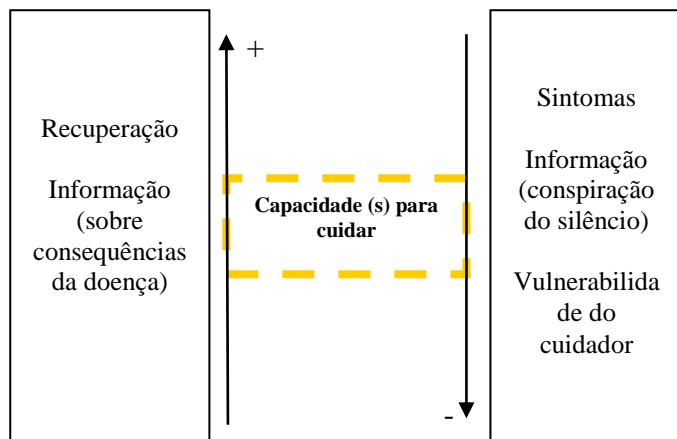 Recuperação
Informação
(sobre
consequências
da doença)
+
Capacidade (s) para
cuidar
-
Sintomas
Informação
(conspiração
do silêncio)
Vulnerabilida
de do
cuidador